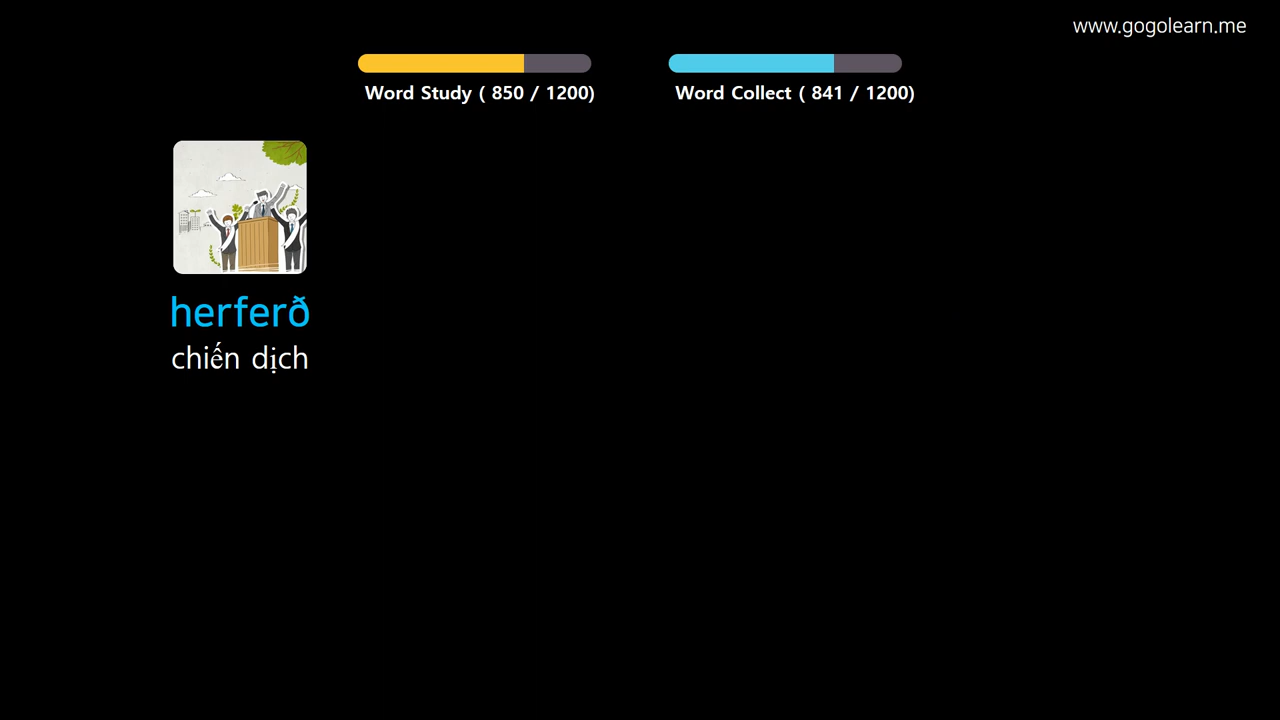 www.gogolearn.me
Word Study ( 850 / 1200)
Word Collect ( 841 / 1200)
herferð
chiến dịch